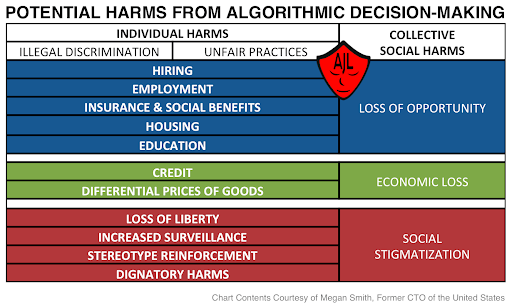 POTENTIAL HARMS FROM ALGORITHMIC DECISION-MAKING
INDIVIDUAL HARMS
ILLEGAL DISCRIMINATION
UNFAIR PRACTICES
AJL
COLLECTIVE
SOCIAL HARMS
HIRING
EMPLOYMENT
INSURANCE & SOCIAL BENEFITS
HOUSING
EDUCATION
LOSS OF OPPORTUNITY
CREDIT
DIFFERENTIAL PRICES OF GOODS
ECONOMIC LOSS
LOSS OF LIBERTY
INCREASED SURVEILLANCE
STEREOTYPE REINFORCEMENT
DIGNATORY HARMS
SOCIAL
STIGMATIZATION
Chart Contents Courtesy of Megan Smith, Former CTO of the United States